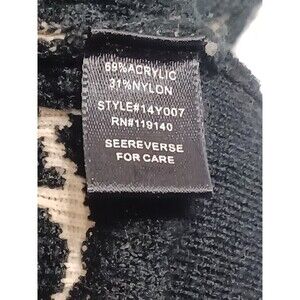 69%ACRYLIC
31%NYLON
STYLE#14Y007
RN#119140
SEEREVERSE
FOR CARE